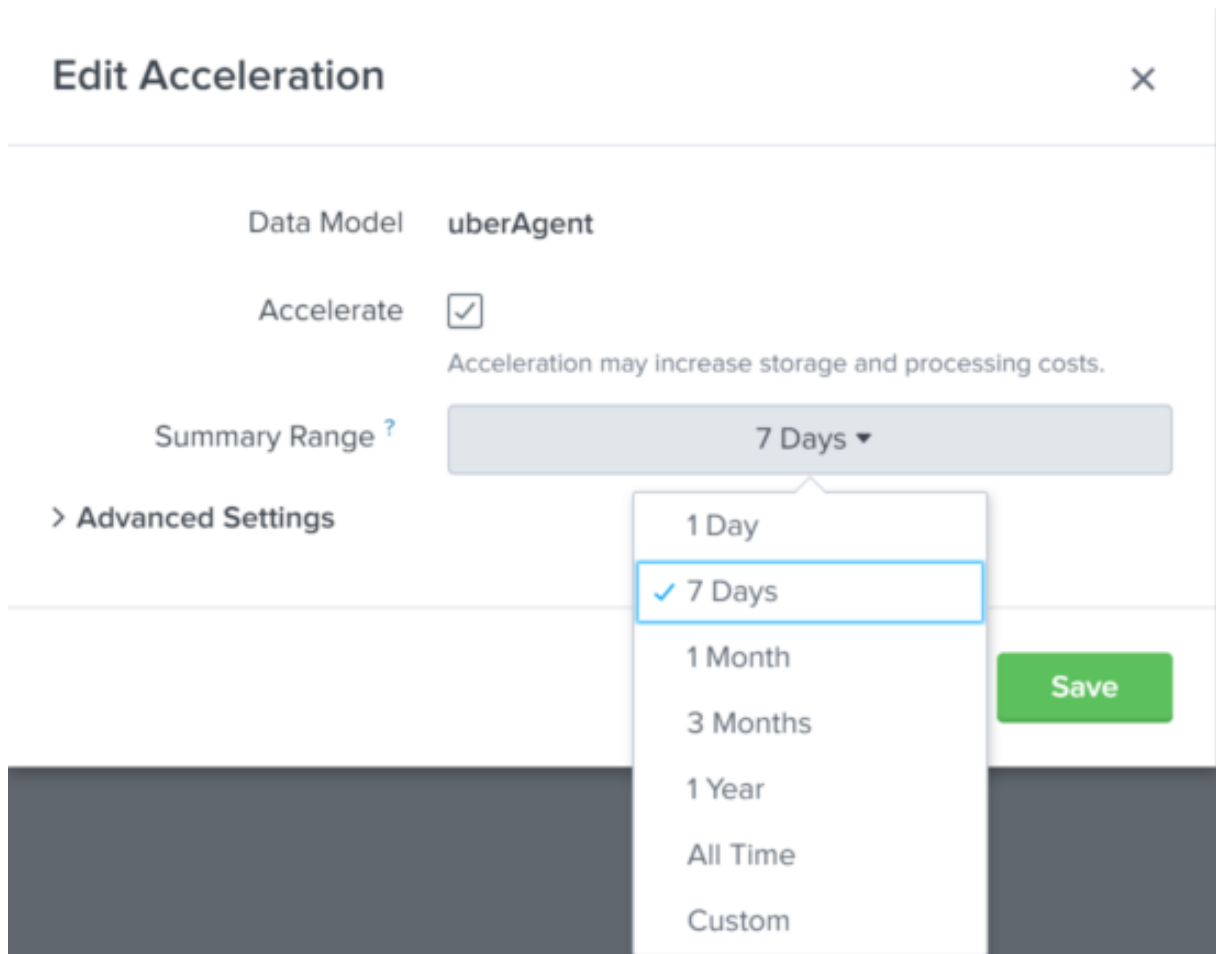 Edit Acceleration
Data Model uberAgent
Accelerate
Acceleration may increase storage and processing costs.
Summary Range ? 7 Days
Advanced Settings
1 Day
7 Days
1 Month
3 Months
1 Year
All Time
Custom
Save